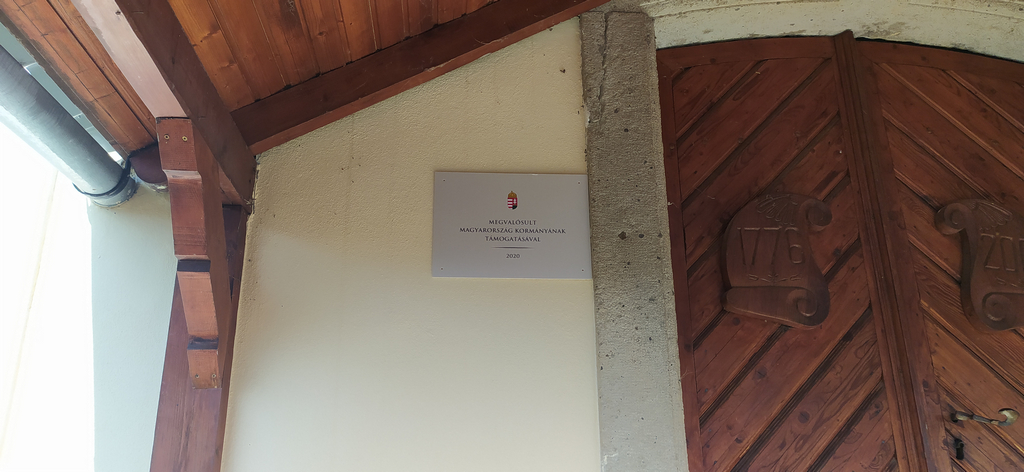 MEGVALÓSULT
MAGYARORSZÁG KORMÁNYÁNAK
TÁMOGATÁSÁVAL
2020
1776